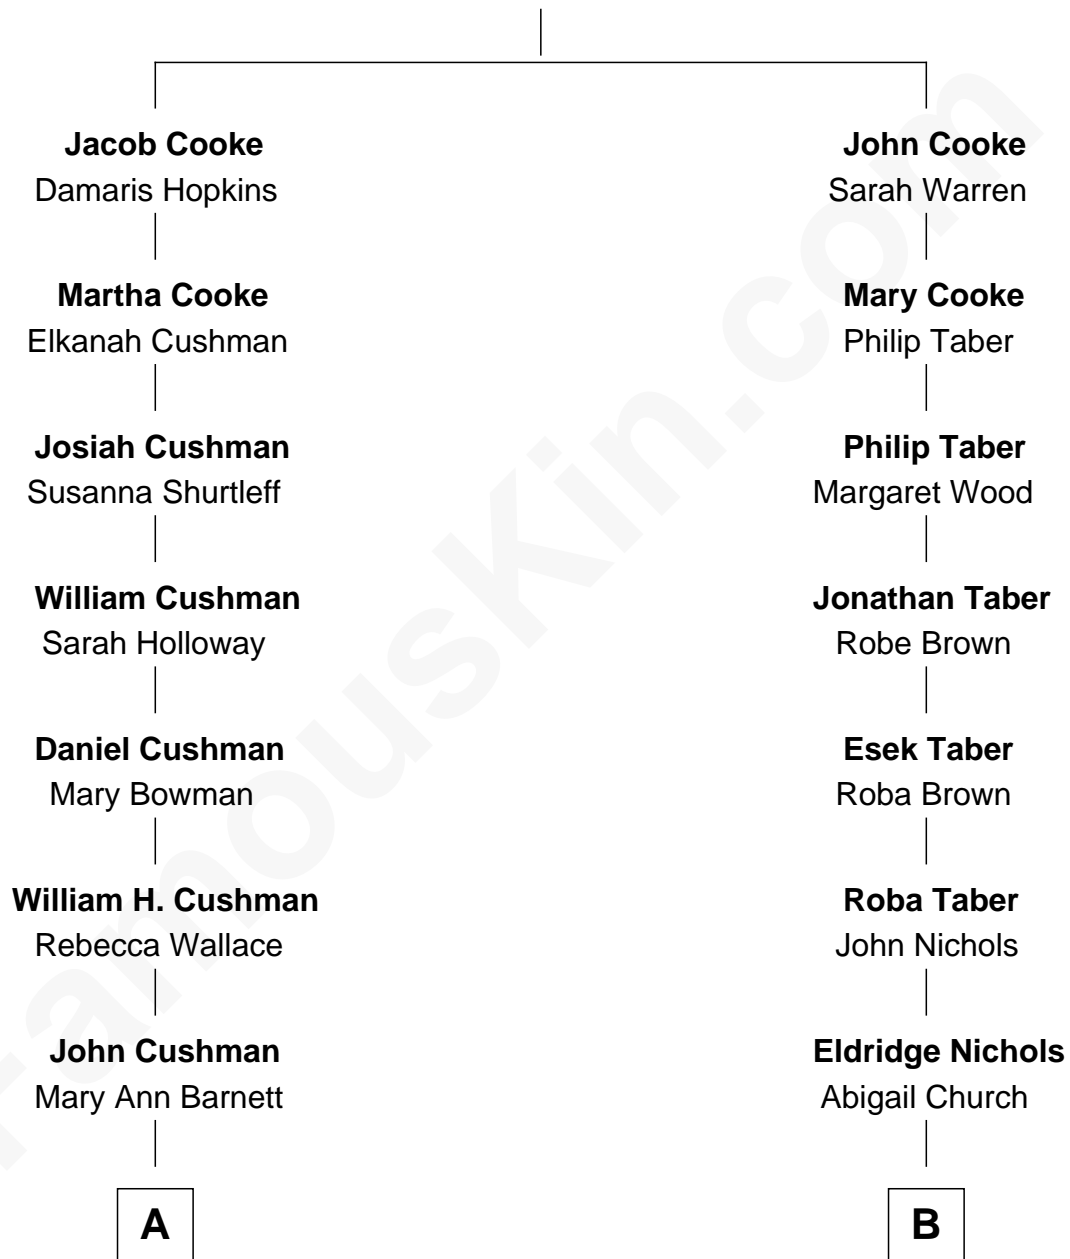 Jacob Cooke
Damaris Hopkins
John Cooke
Sarah Warren
Martha Cooke
Elkanah Cushman
Mary Cooke
Philip Taber
Josiah Cushman
Susanna Shurtleff
Philip Taber
Margaret Wood
William Cushman
Sarah Holloway
Jonathan Taber
Robe Brown
Daniel Cushman
Mary Bowman
Esek Taber
Roba Brown
William H. Cushman
Rebecca Wallace
Roba Taber
John Nichols
John Cushman
Mary Ann Barnett
Eldridge Nichols
Abigail Church
A
B
FamousKin.com